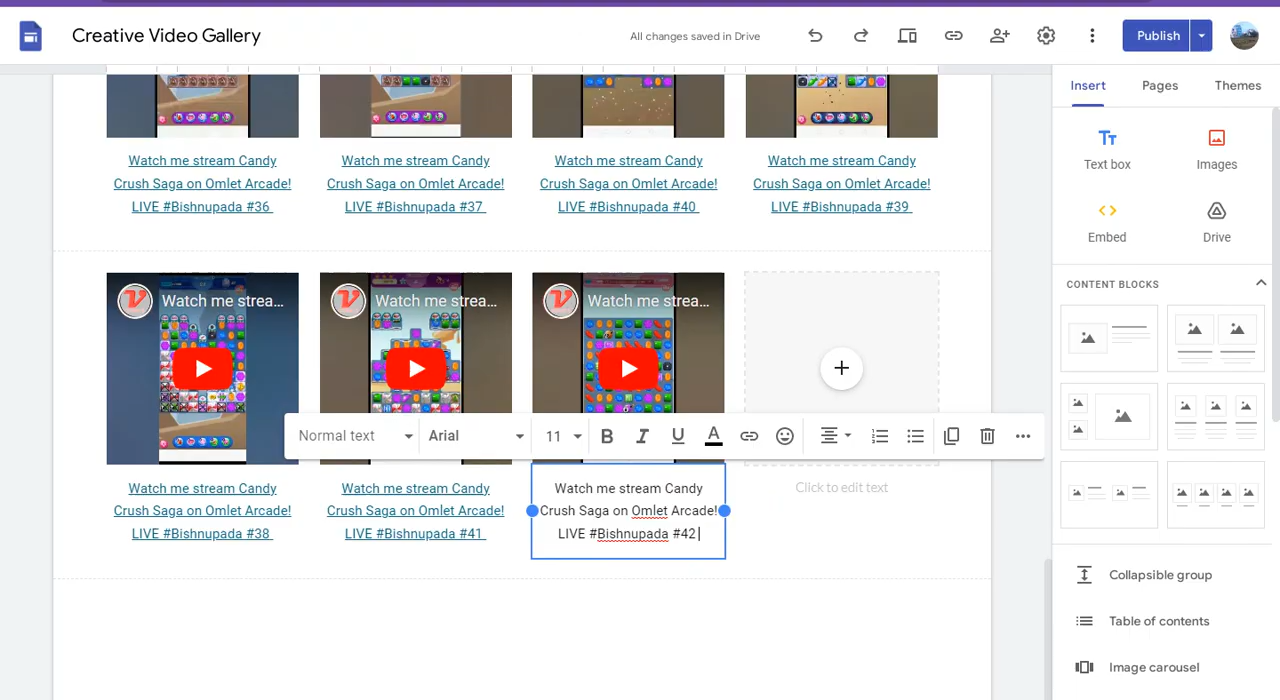 Creative Video Gallery
All changes saved in Drive
Publish
Insert
Pages
Themes
Text box
Images
Embed
Drive
CONTENT BLOCKS
Collapsible group
Table of contents
Image carousel
Watch me stream Candy
Crush Saga on Omlet Arcade!
LIVE #Bishnupada #36
Watch me stream Candy
Crush Saga on Omlet Arcade!
LIVE #Bishnupada #37
Watch me stream Candy
Crush Saga on Omlet Arcade!
LIVE #Bishnupada #40
Watch me stream Candy
Crush Saga on Omlet Arcade!
LIVE #Bishnupada #39
Watch me strea...
Watch me strea...
Watch me strea...
Normal text
Arial
11
B
I
U
A
Watch me stream Candy
Crush Saga on Omlet Arcade!
LIVE #Bishnupada #38
Watch me stream Candy
Crush Saga on Omlet Arcade!
LIVE #Bishnupada #41
Watch me stream Candy
Crush Saga on Omlet Arcade!
LIVE #Bishnupada #42
Click to edit text